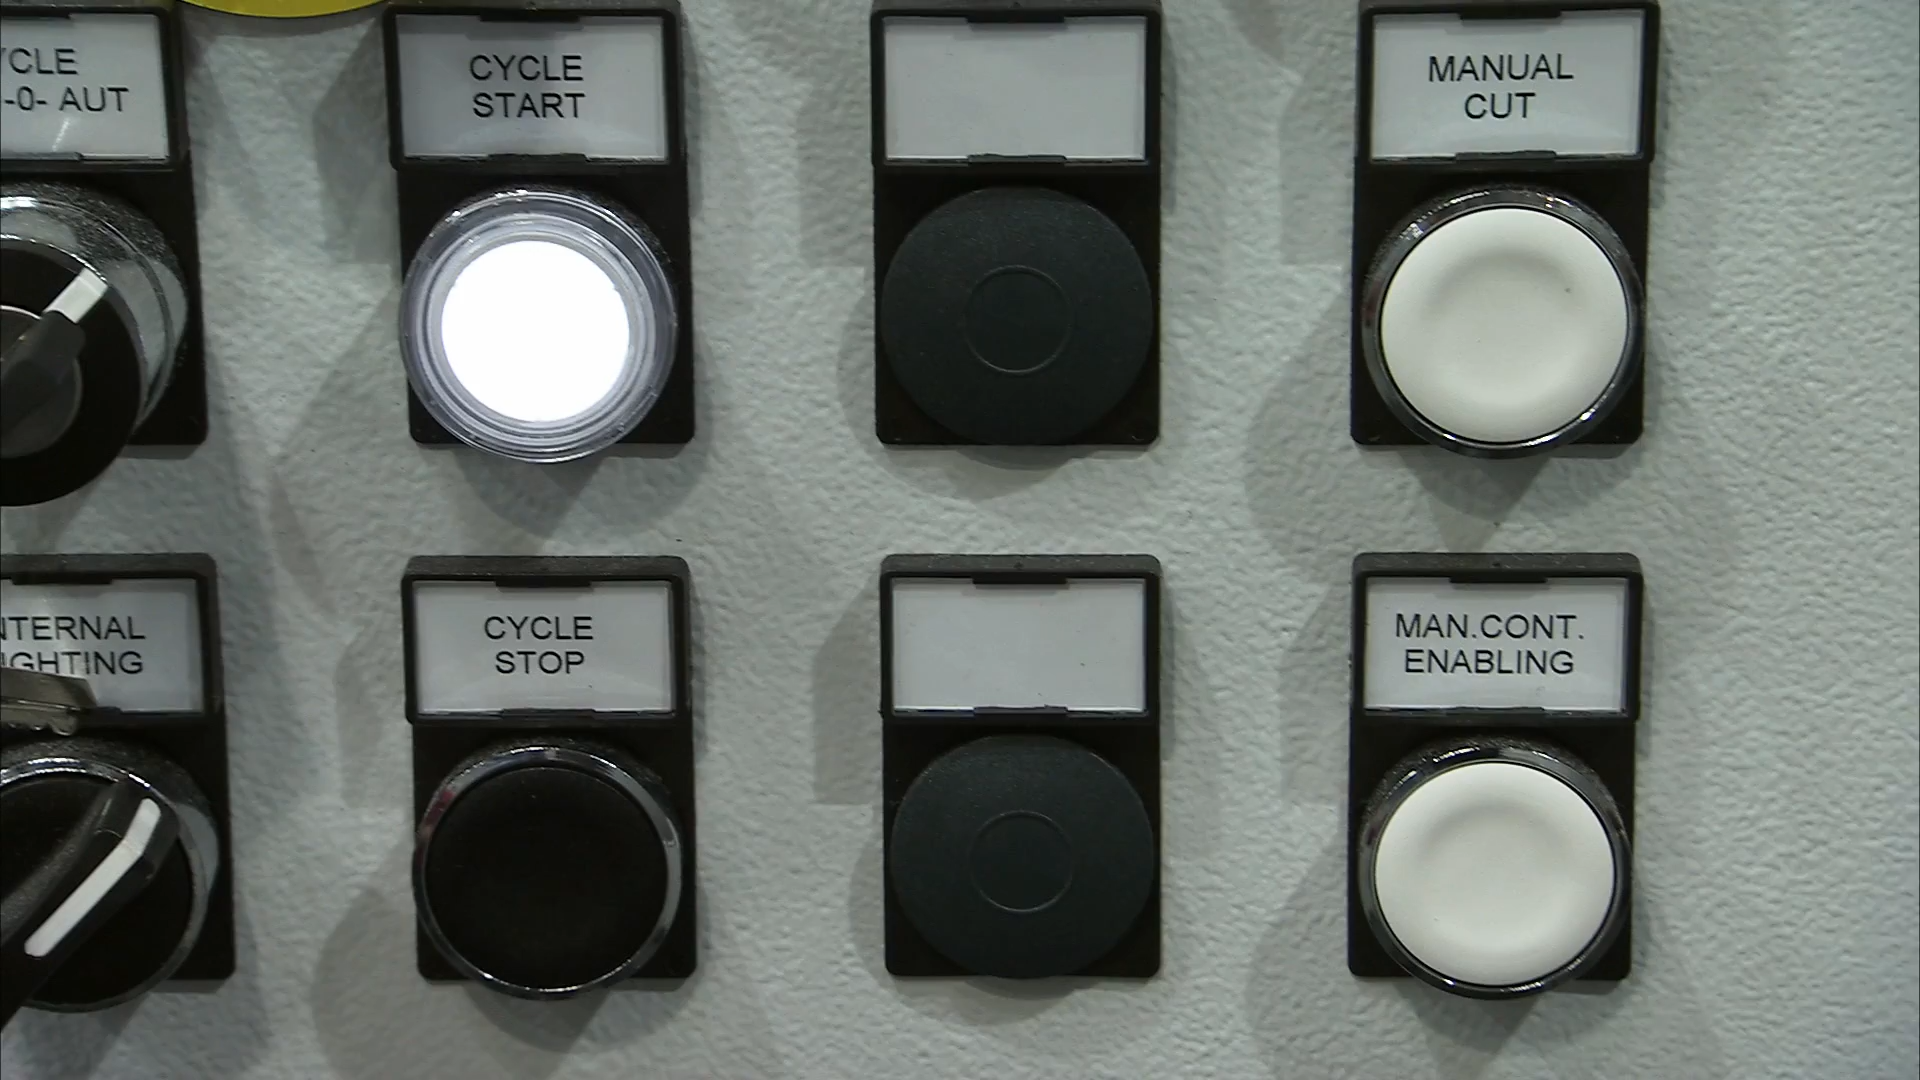 YCLE
-0- AUT
CYCLE
START
MANUAL
CUT
NTERNAL
IGHTING
CYCLE
STOP
MAN.CONT.
ENABLING